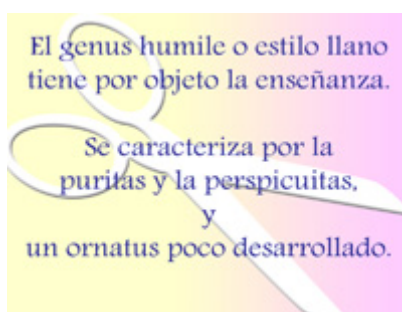 El genus humile o estilo llano
tiene por objeto la enseñanza.
Se caracteriza por la
puritas y la perspicuitas,
y
un ornatus poco desarrollado.